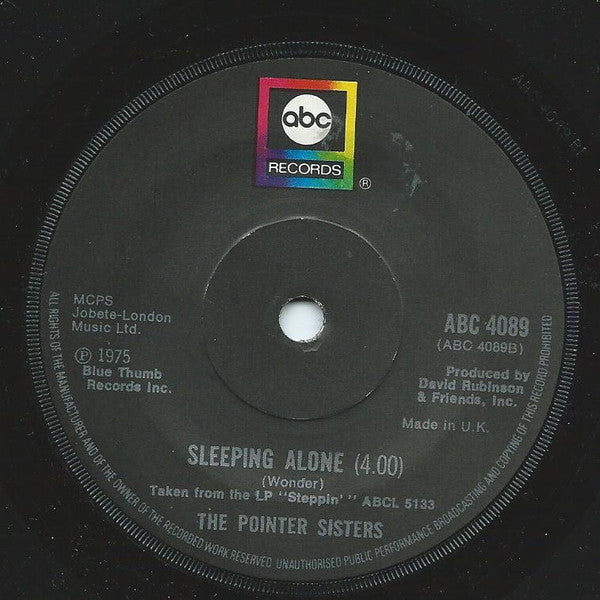 abc
RECORDS
®
MCPS
Jobete-London
Music Ltd.
℗ 1975
Blue Thumb
Records Inc.
ABC 4089
(ABC 4089B)
Produced by
David Rubinson
& Friends, Inc.
Made in U.K.
SLEEPING ALONE (4.00)
(Wonder)
Taken from the LP "Steppin'" ABCL 5133
THE POINTER SISTERS
ALL RIGHTS OF THE MANUFACTURER AND OF THE OWNER OF THE RECORDED WORK RESERVED UNAUTHORISED PUBLIC PERFORMANCE BROADCASTING AND COPYING OF THIS RECORD PROHIBITED